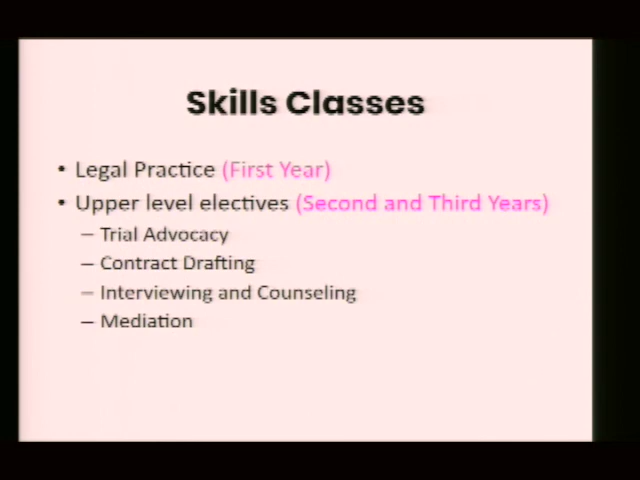 Skills Classes
• Legal Practice (First Year)
• Upper level electives (Second and Third Years)
– Trial Advocacy
– Contract Drafting
– Interviewing and Counseling
– Mediation